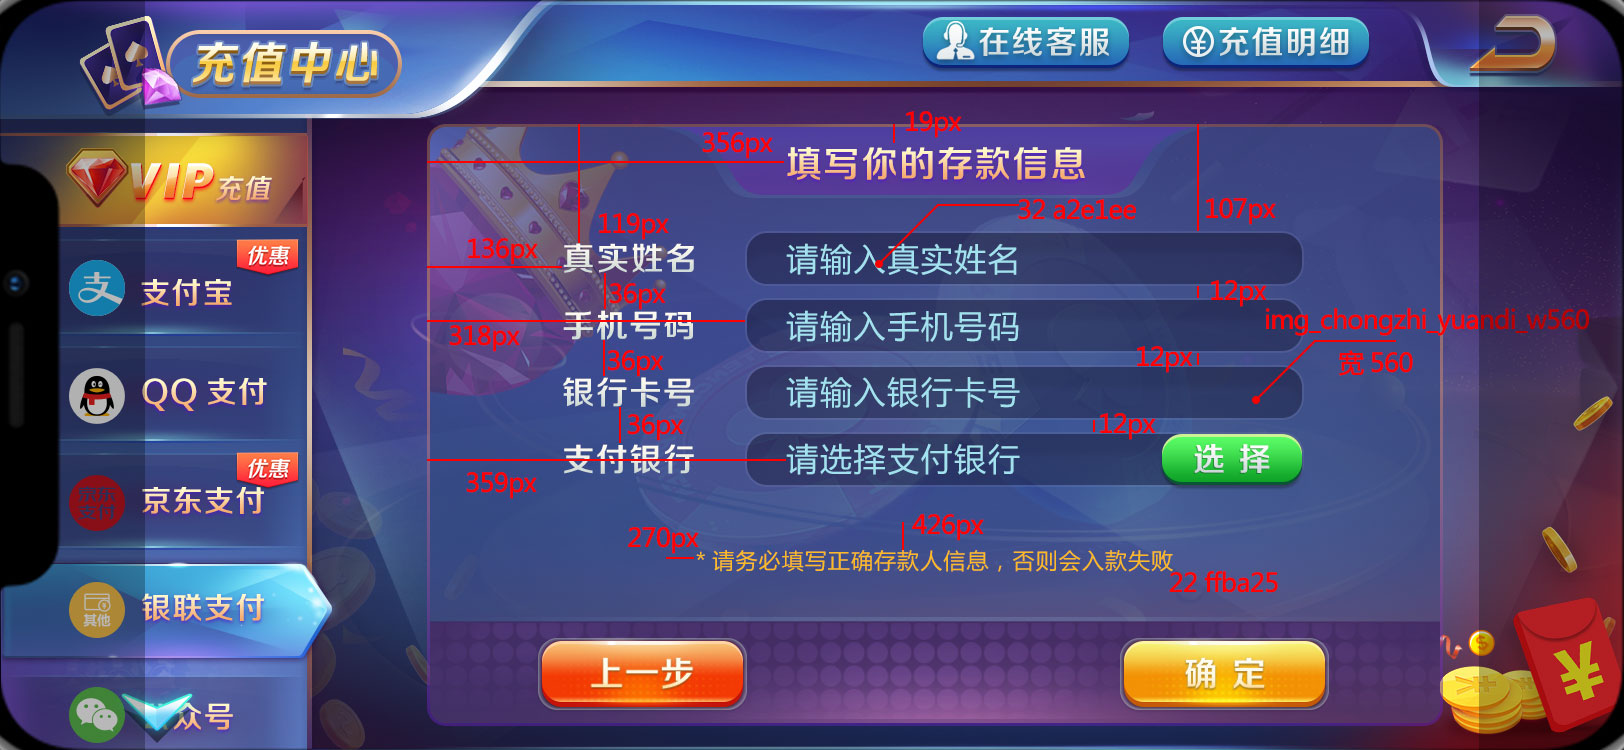 充值中心
在线客服
充值明细
VIP充值
优惠
支付宝
QQ 支付
优惠
京东支付
其他
银联支付
众号
356px
19px
填写你的存款信息
119px
32 a2e1ee
107px
136px
真实姓名
请输入真实姓名
36px
12px
318px
手机号码
请输入手机号码
img_chongzhi_yuandi_w560
36px
12px
宽 560
银行卡号
请输入银行卡号
36px
12px
支付银行
请选择支付银行
选 择
359px
270px
426px
* 请务必填写正确存款人信息，否则会入款失败
22 ffba25
上一步
确 定